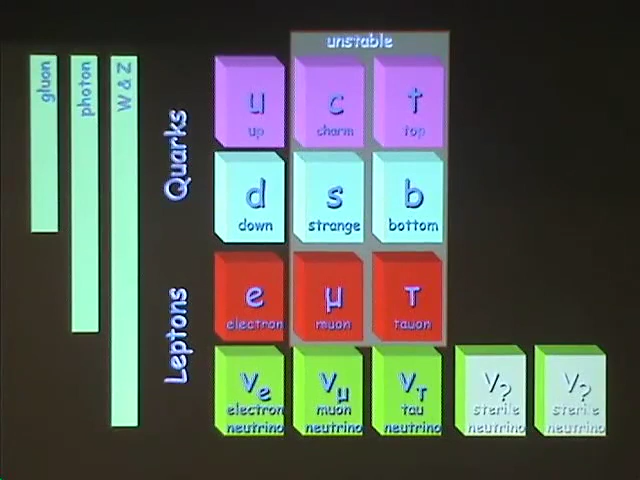 unstable
gluon
photon
W & Z
Quarks
u
up
c
charm
t
top
d
down
s
strange
b
bottom
Leptons
e
electron
μ
muon
τ
tauon
νe
electron
neutrino
νμ
muon
neutrino
ντ
tau
neutrino
ν?
sterile
neutrino
ν?
sterile
neutrino